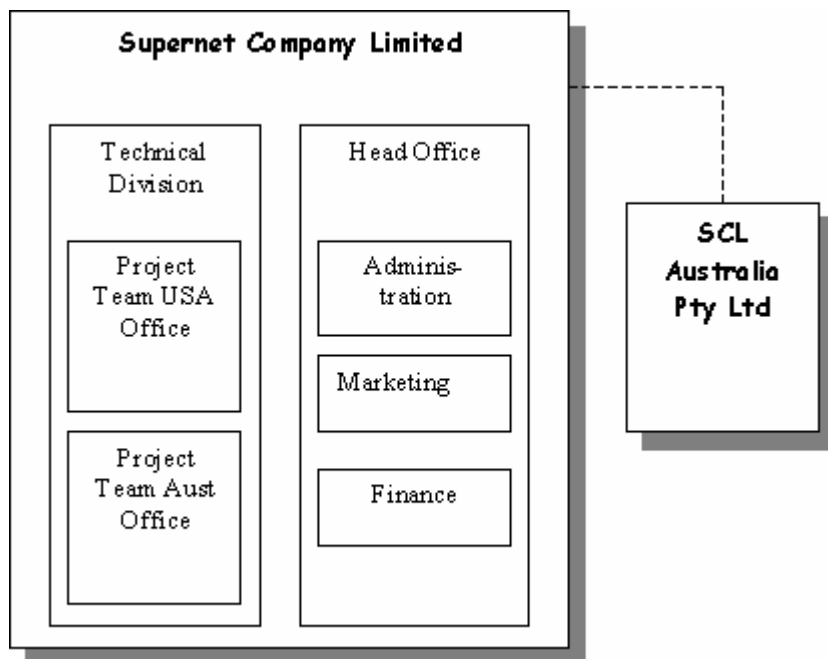 Supernet Company Limited
Technical
Division
Project
Team USA
Office
Project
Team Aust
Office
Head Office
Adminis-
tration
Marketing
Finance
SCL
Australia
Pty Ltd